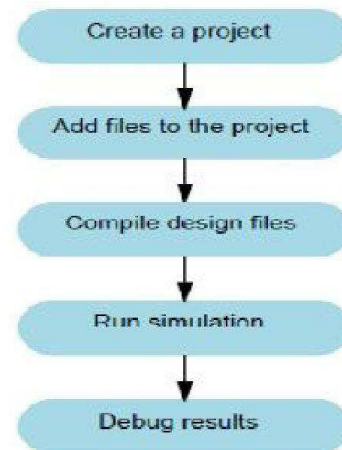 Create a project
Add files to the project
Compile design files
Run simulation
Debug results